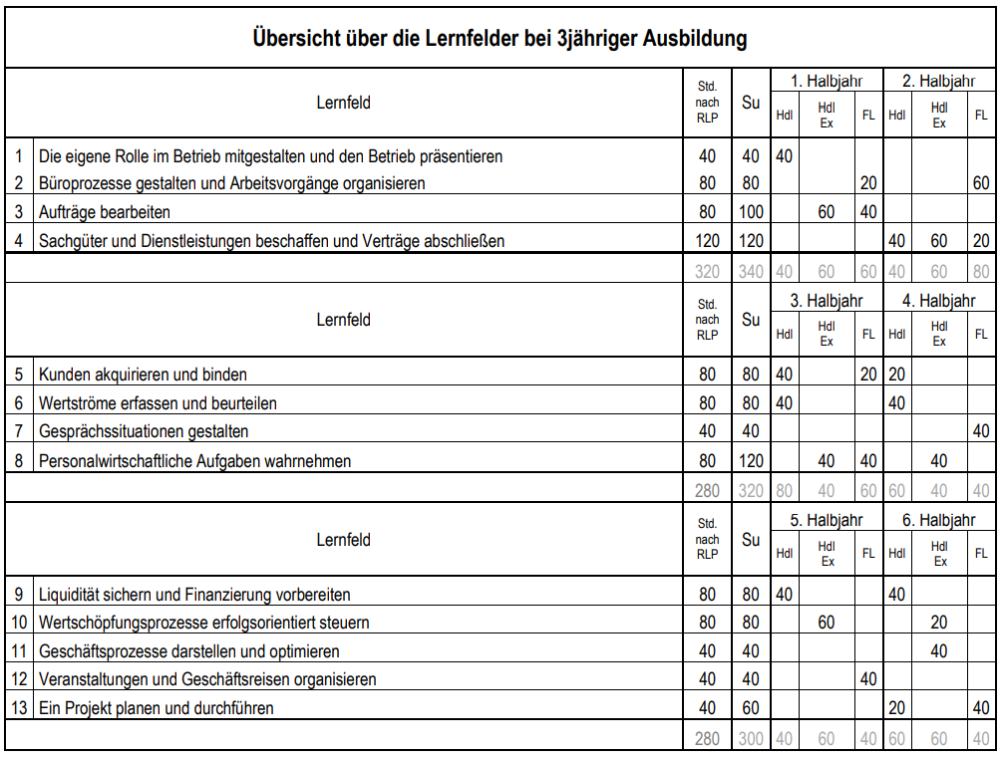 Übersicht über die Lernfelder bei 3jähriger Ausbildung
Lernfeld Std. nach RLP Su 1. Halbjahr 2. Halbjahr
Hdl Hdl Ex FL Hdl Hdl Ex FL
1 Die eigene Rolle im Betrieb mitgestalten und den Betrieb präsentieren 40 40 40
2 Büroprozesse gestalten und Arbeitsvorgänge organisieren 80 80 20 60
3 Aufträge bearbeiten 80 100 60 40
4 Sachgüter und Dienstleistungen beschaffen und Verträge abschließen 120 120 40 60 20
320 340 40 60 60 40 60 80
Lernfeld Std. nach RLP Su 3. Halbjahr 4. Halbjahr
Hdl Hdl Ex FL Hdl Hdl Ex FL
5 Kunden akquirieren und binden 80 80 40 20 20
6 Wertströme erfassen und beurteilen 80 80 40 40
7 Gesprächssituationen gestalten 40 40 40
8 Personalwirtschaftliche Aufgaben wahrnehmen 80 120 40 40 40
280 320 80 40 60 60 40 40
Lernfeld Std. nach RLP Su 5. Halbjahr 6. Halbjahr
Hdl Hdl Ex FL Hdl Hdl Ex FL
9 Liquidität sichern und Finanzierung vorbereiten 80 80 40 40
10 Wertschöpfungsprozesse erfolgsorientiert steuern 80 80 60 20
11 Geschäftsprozesse darstellen und optimieren 40 40 40
12 Veranstaltungen und Geschäftsreisen organisieren 40 40 40
13 Ein Projekt planen und durchführen 40 60 20 40
280 300 40 60 40 60 60 40